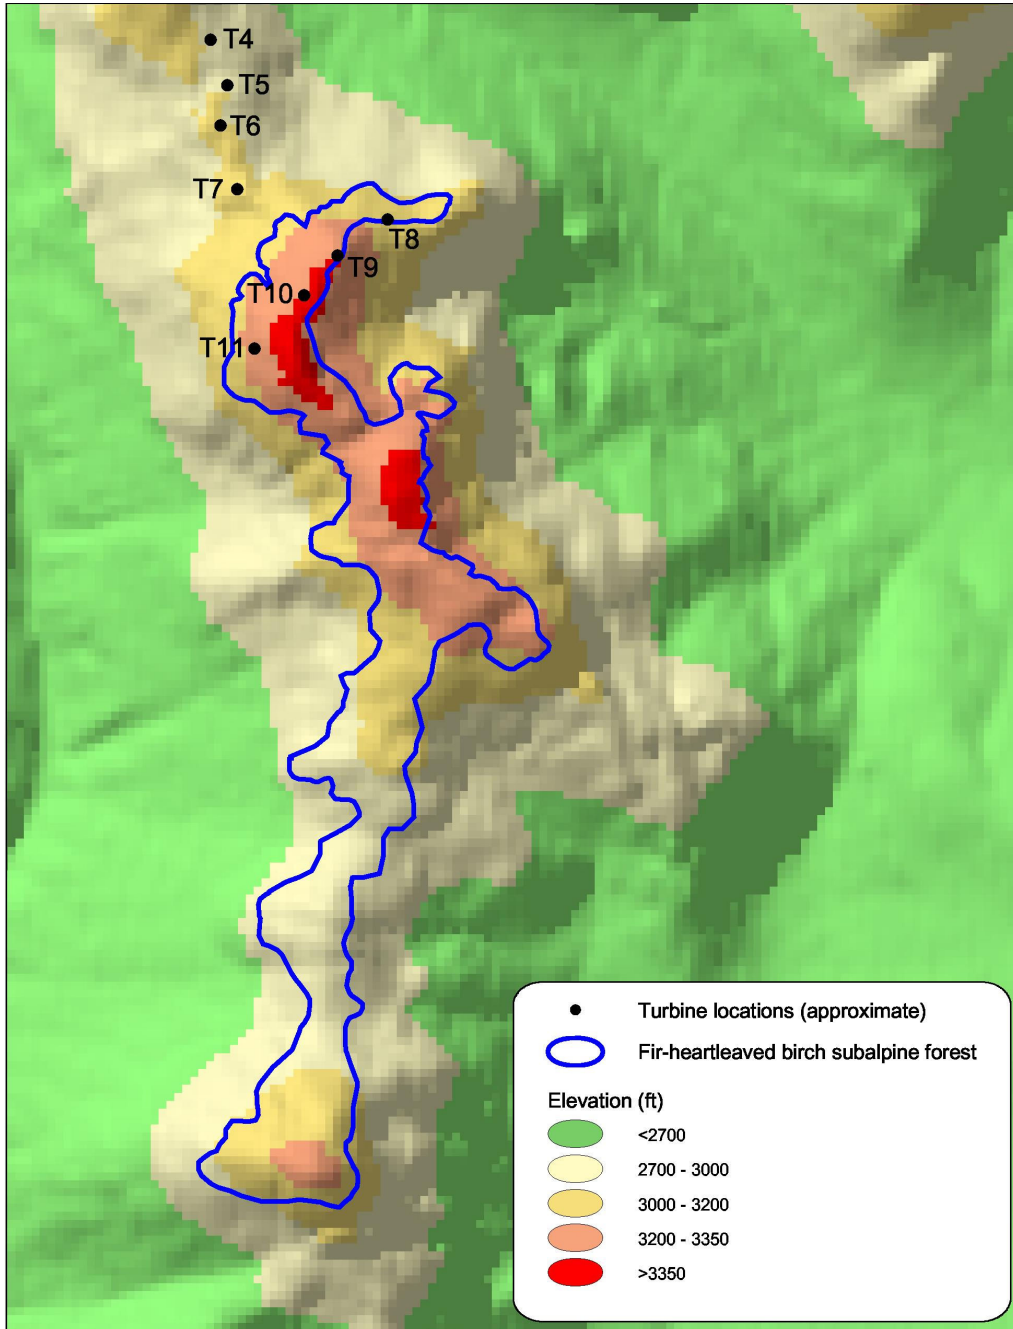 T4
T5
T6
T7
T8
T9
T10
T11
Turbine locations (approximate)
Fir-heartleaved birch subalpine forest
Elevation (ft)
<2700
2700 - 3000
3000 - 3200
3200 - 3350
>3350